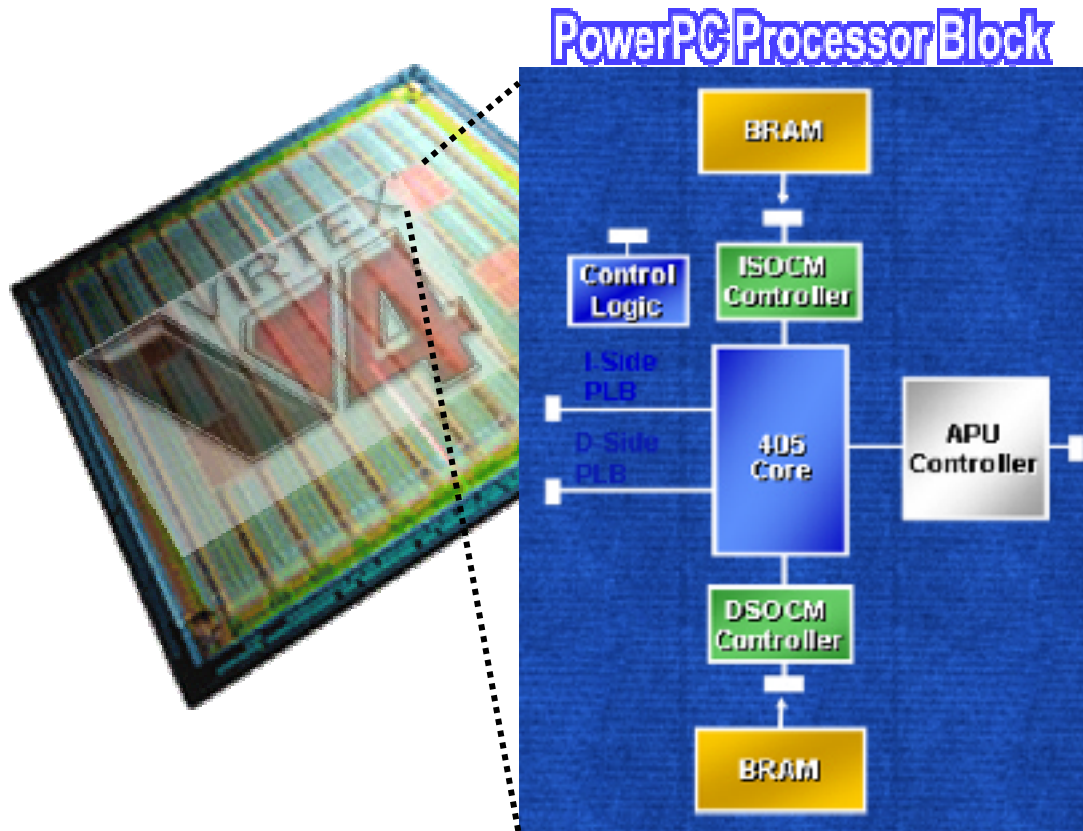 PowerPC Processor Block
VIRTEX
4
BRAM
Control
Logic
ISOCM
Controller
I-Side
PLB
D-Side
PLB
405
Core
APU
Controller
DSOCM
Controller
BRAM